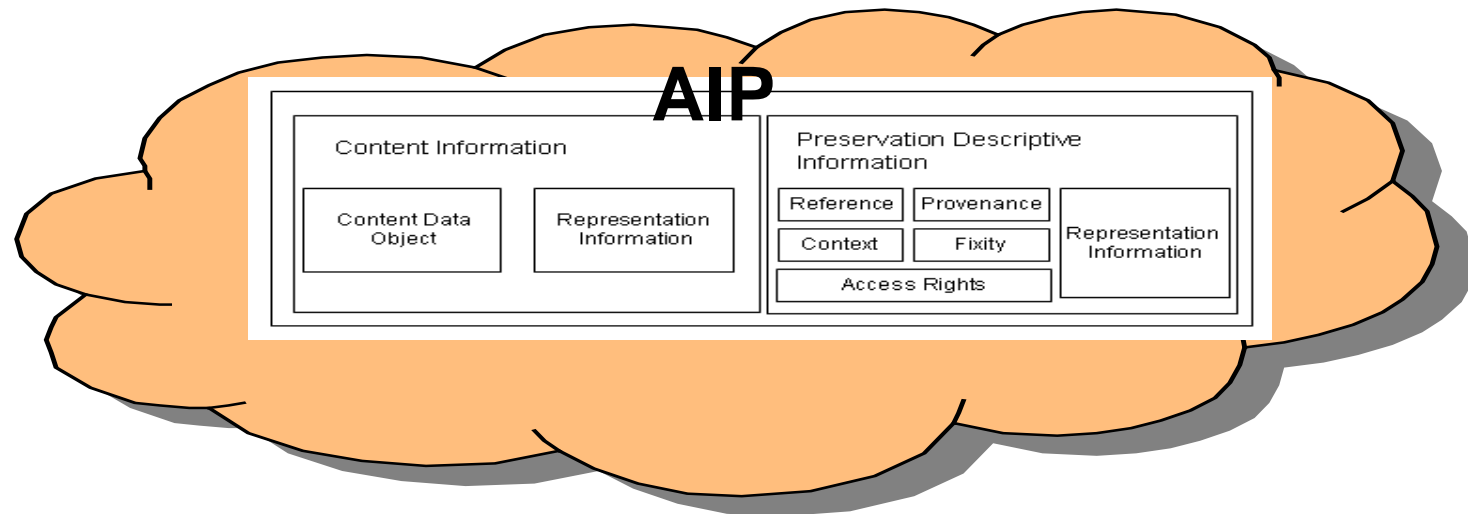 AIP
Content Information
Content Data
Object
Representation
Information
Preservation Descriptive
Information
Reference
Provenance
Context
Fixity
Access Rights
Representation
Information